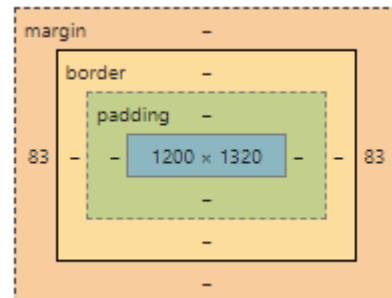 margin –
border –
padding –
83 – – 1200 × 1320 – – 83
–
–
–